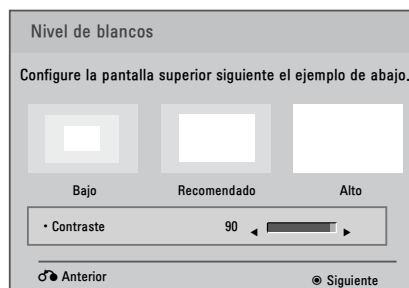 Nivel de blancos
Configure la pantalla superior siguiente el ejemplo de abajo.
Bajo Recomendado Alto
• Contraste 90
Anterior Siguiente